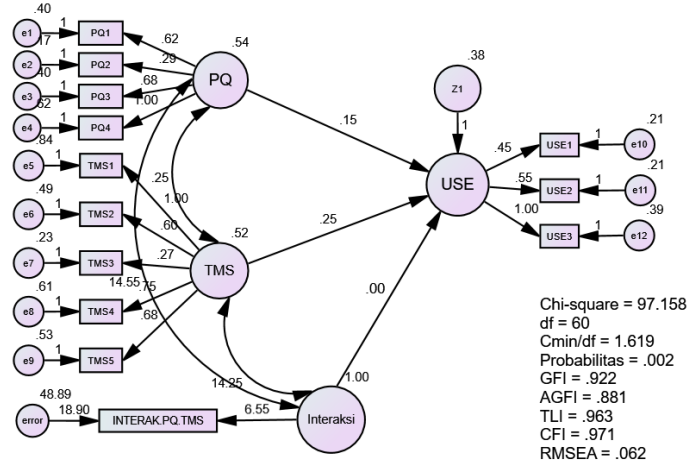 .40
e1 1 PQ1
.17
e2 1 PQ2
.40
e3 1 PQ3
.62
e4 1 PQ4
.84
e5 1 TMS1
.49
e6 1 TMS2
.23
e7 1 TMS3
.61
e8 1 TMS4
.53
e9 1 TMS5
48.89
error 18.90 INTERAK.PQ.TMS
6.55
.62
.29
.68
1.00
.54
PQ
.25
1.00
.60
.27
.75
.68
.52
TMS
14.55
14.25
1.00
Interaksi
.15
.25
.00
.38
Z1
1
USE
.45
.55
1.00
USE1 1 e10 .21
USE2 1 e11 .21
USE3 1 e12 .39
Chi-square = 97.158
df = 60
Cmin/df = 1.619
Probabilitas = .002
GFI = .922
AGFI = .881
TLI = .963
CFI = .971
RMSEA = .062